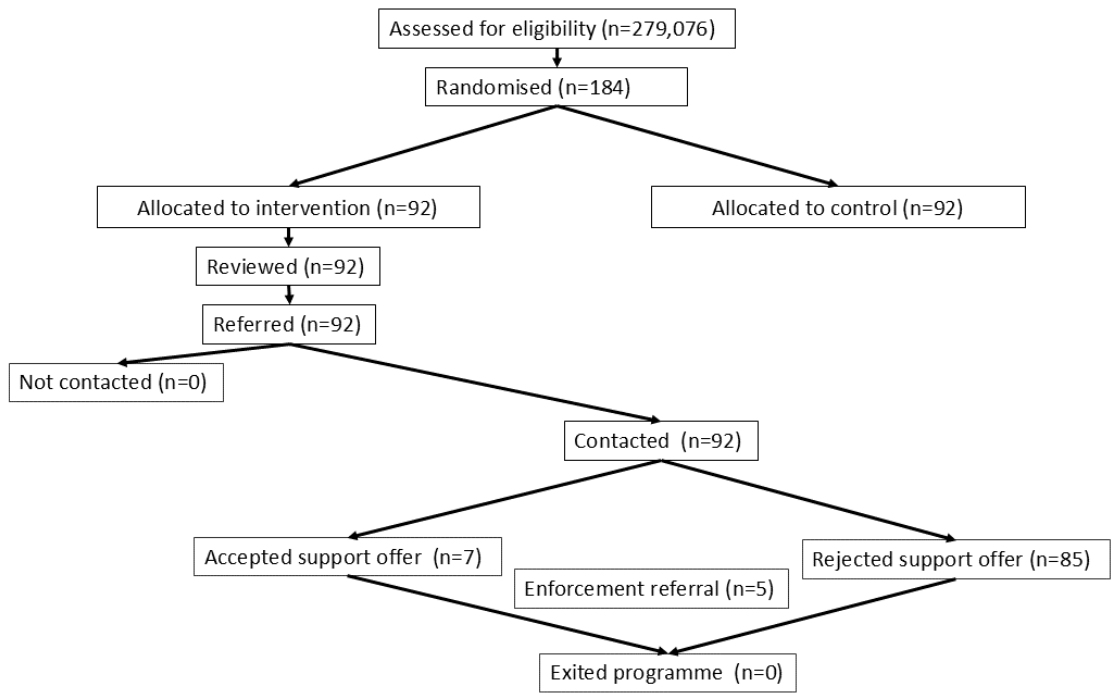 Assessed for eligibility (n=279,076)
Randomised (n=184)
Allocated to intervention (n=92)
Allocated to control (n=92)
Reviewed (n=92)
Referred (n=92)
Not contacted (n=0)
Contacted (n=92)
Accepted support offer (n=7)
Rejected support offer (n=85)
Enforcement referral (n=5)
Exited programme (n=0)